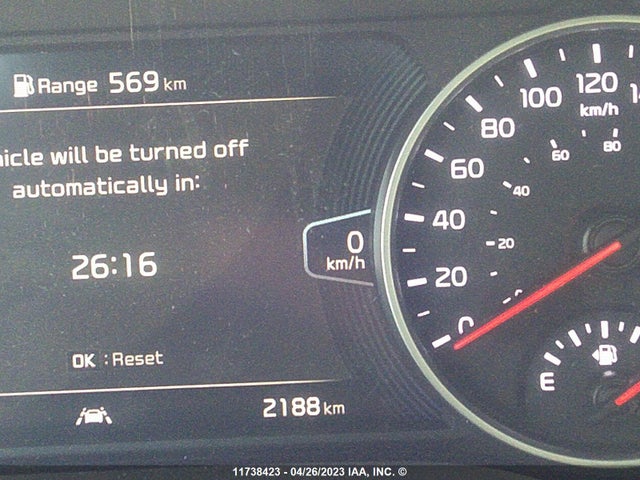 Range 569 km
will be turned off
automatically in:
26:16
OK : Reset
2188 km
0
km/h
0
20
40
60
80
100
120
km/h
20
40
60
80
E
11738423 - 04/26/2023 IAA, INC. ©